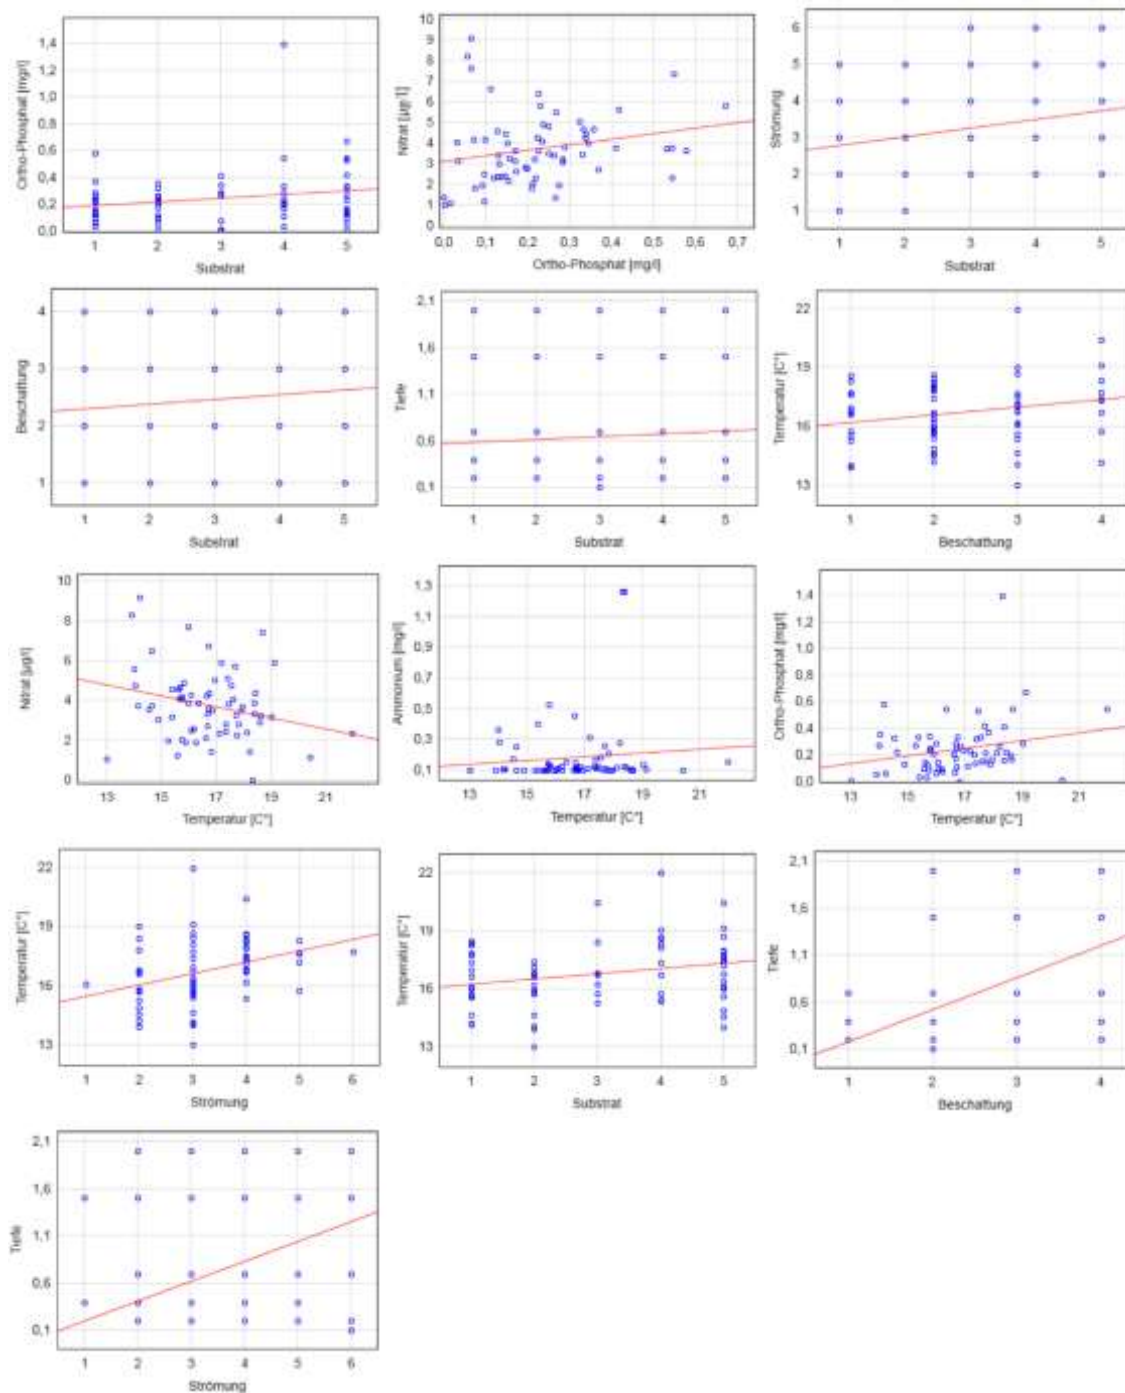 Ortho-Phosphat [mg/l]
1,4
1,2
1,0
0,8
0,6
0,4
0,2
0,0
1 2 3 4 5
Substrat
Nitrat [µg/l]
10
9
8
7
6
5
4
3
2
1
0
0,0 0,1 0,2 0,3 0,4 0,5 0,6 0,7
Ortho-Phosphat [mg/l]
Strömung
6
5
4
3
2
1
1 2 3 4 5
Substrat
Beschattung
4
3
2
1
1 2 3 4 5
Substrat
Tiefe
2,1
1,6
1,1
0,6
0,1
1 2 3 4 5
Substrat
Temperatur [C°]
22
19
16
13
1 2 3 4
Beschattung
Nitrat [µg/l]
10
8
6
4
2
0
13 15 17 19 21
Temperatur [C°]
Ammonium [mg/l]
1,3
1,1
0,9
0,7
0,5
0,3
0,1
13 15 17 19 21
Temperatur [C°]
Ortho-Phosphat [mg/l]
1,4
1,2
1,0
0,8
0,6
0,4
0,2
0,0
13 15 17 19 21
Temperatur [C°]
Temperatur [C°]
22
19
16
13
1 2 3 4 5 6
Strömung
Temperatur [C°]
22
19
16
13
1 2 3 4 5
Substrat
Tiefe
2,1
1,6
1,1
0,6
0,1
1 2 3 4
Beschattung
Tiefe
2,1
1,6
1,1
0,6
0,1
1 2 3 4 5 6
Strömung